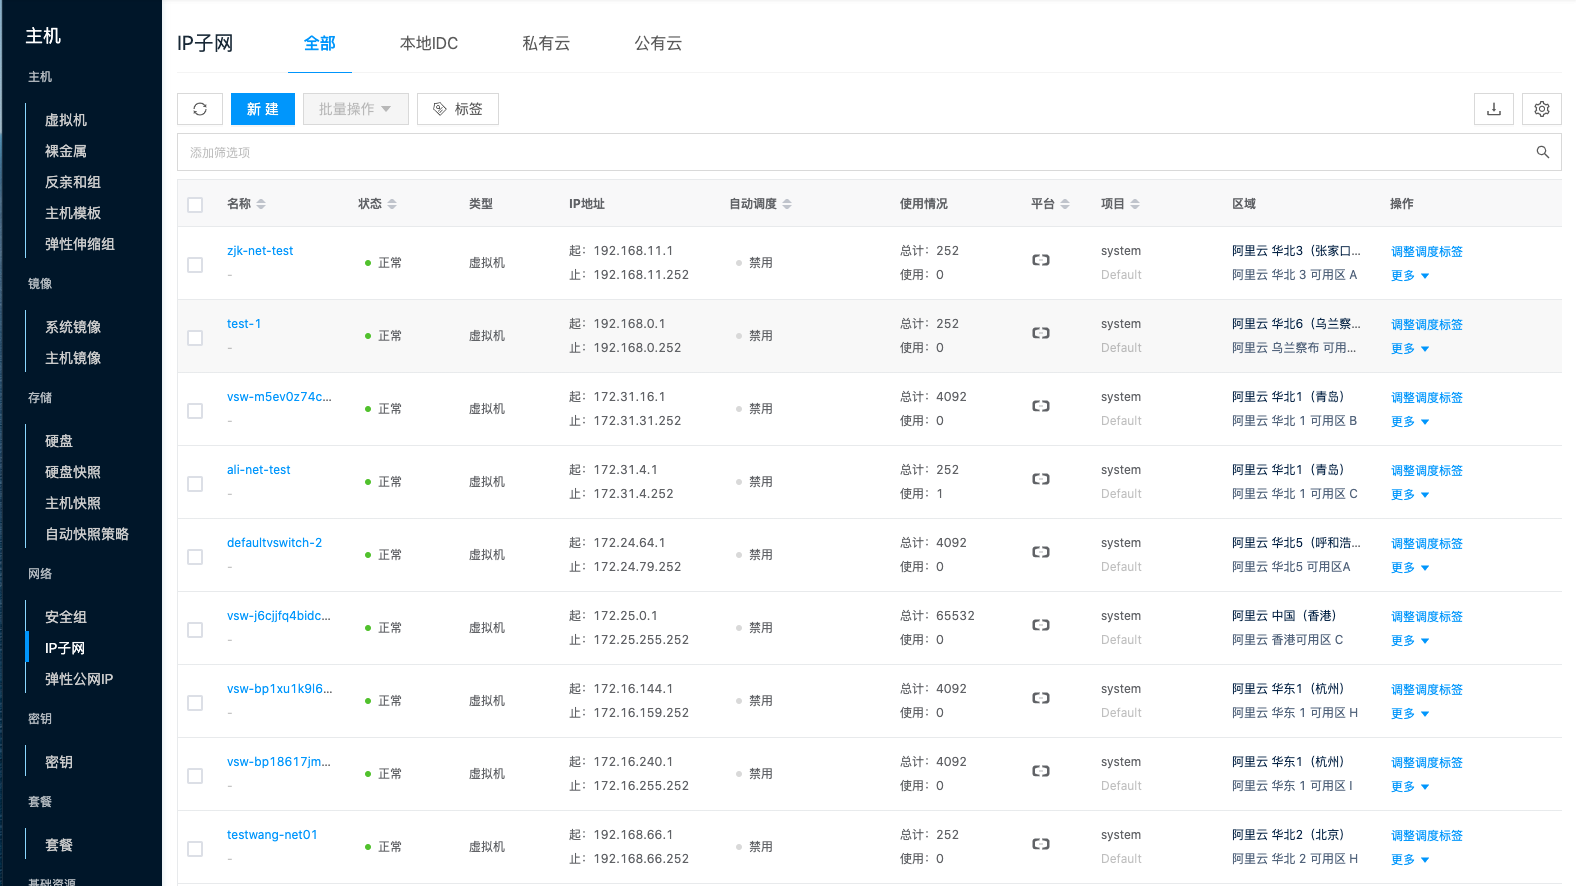 主机
主机
虚拟机
裸金属
反亲和组
主机模板
弹性伸缩组
镜像
系统镜像
主机镜像
存储
硬盘
硬盘快照
主机快照
自动快照策略
网络
安全组
IP子网
弹性公网IP
密钥
密钥
套餐
套餐
基础资源
IP子网 全部 本地IDC 私有云 公有云
新 建 批量操作 标签
添加筛选项
名称 状态 类型 IP地址 自动调度 使用情况 平台 项目 区域 操作
zjk-net-test 正常 虚拟机 起：192.168.11.1 禁用 总计：252 system 阿里云 华北3（张家口... 调整调度标签
- 止：192.168.11.252 使用：0 Default 阿里云 华北 3 可用区 A 更多
test-1 正常 虚拟机 起：192.168.0.1 禁用 总计：252 system 阿里云 华北6（乌兰察... 调整调度标签
- 止：192.168.0.252 使用：0 Default 阿里云 乌兰察布 可用... 更多
vsw-m5ev0z74c... 正常 虚拟机 起：172.31.16.1 禁用 总计：4092 system 阿里云 华北1（青岛） 调整调度标签
- 止：172.31.31.252 使用：0 Default 阿里云 华北 1 可用区 B 更多
ali-net-test 正常 虚拟机 起：172.31.4.1 禁用 总计：252 system 阿里云 华北1（青岛） 调整调度标签
- 止：172.31.4.252 使用：1 Default 阿里云 华北 1 可用区 C 更多
defaultvswitch-2 正常 虚拟机 起：172.24.64.1 禁用 总计：4092 system 阿里云 华北5（呼和浩... 调整调度标签
- 止：172.24.79.252 使用：0 Default 阿里云 华北5 可用区A 更多
vsw-j6cjjfq4bidc... 正常 虚拟机 起：172.25.0.1 禁用 总计：65532 system 阿里云 中国（香港） 调整调度标签
- 止：172.25.255.252 使用：0 Default 阿里云 香港可用区 C 更多
vsw-bp1xu1k9l6... 正常 虚拟机 起：172.16.144.1 禁用 总计：4092 system 阿里云 华东1（杭州） 调整调度标签
- 止：172.16.159.252 使用：0 Default 阿里云 华东 1 可用区 H 更多
vsw-bp18617jm... 正常 虚拟机 起：172.16.240.1 禁用 总计：4092 system 阿里云 华东1（杭州） 调整调度标签
- 止：172.16.255.252 使用：0 Default 阿里云 华东 1 可用区 I 更多
testwang-net01 正常 虚拟机 起：192.168.66.1 禁用 总计：252 system 阿里云 华北2（北京） 调整调度标签
- 止：192.168.66.252 使用：0 Default 阿里云 华北 2 可用区 H 更多